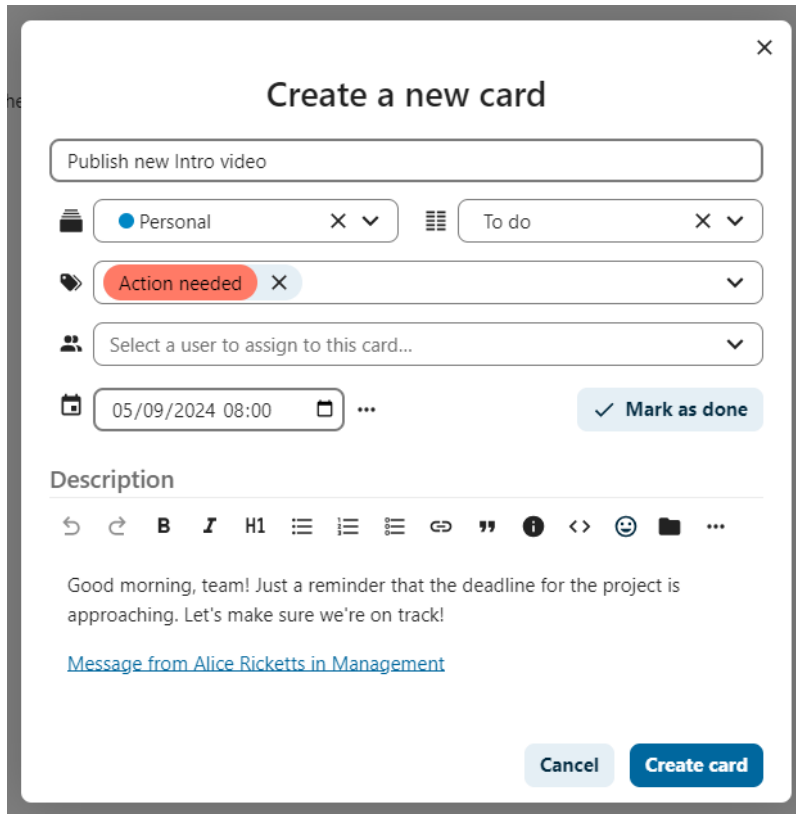 he
Create a new card
Publish new Intro video
Personal
To do
Action needed
Select a user to assign to this card...
05/09/2024 08:00
Mark as done
Description
B I H1
Good morning, team! Just a reminder that the deadline for the project is
approaching. Let's make sure we're on track!
Message from Alice Ricketts in Management
Cancel
Create card